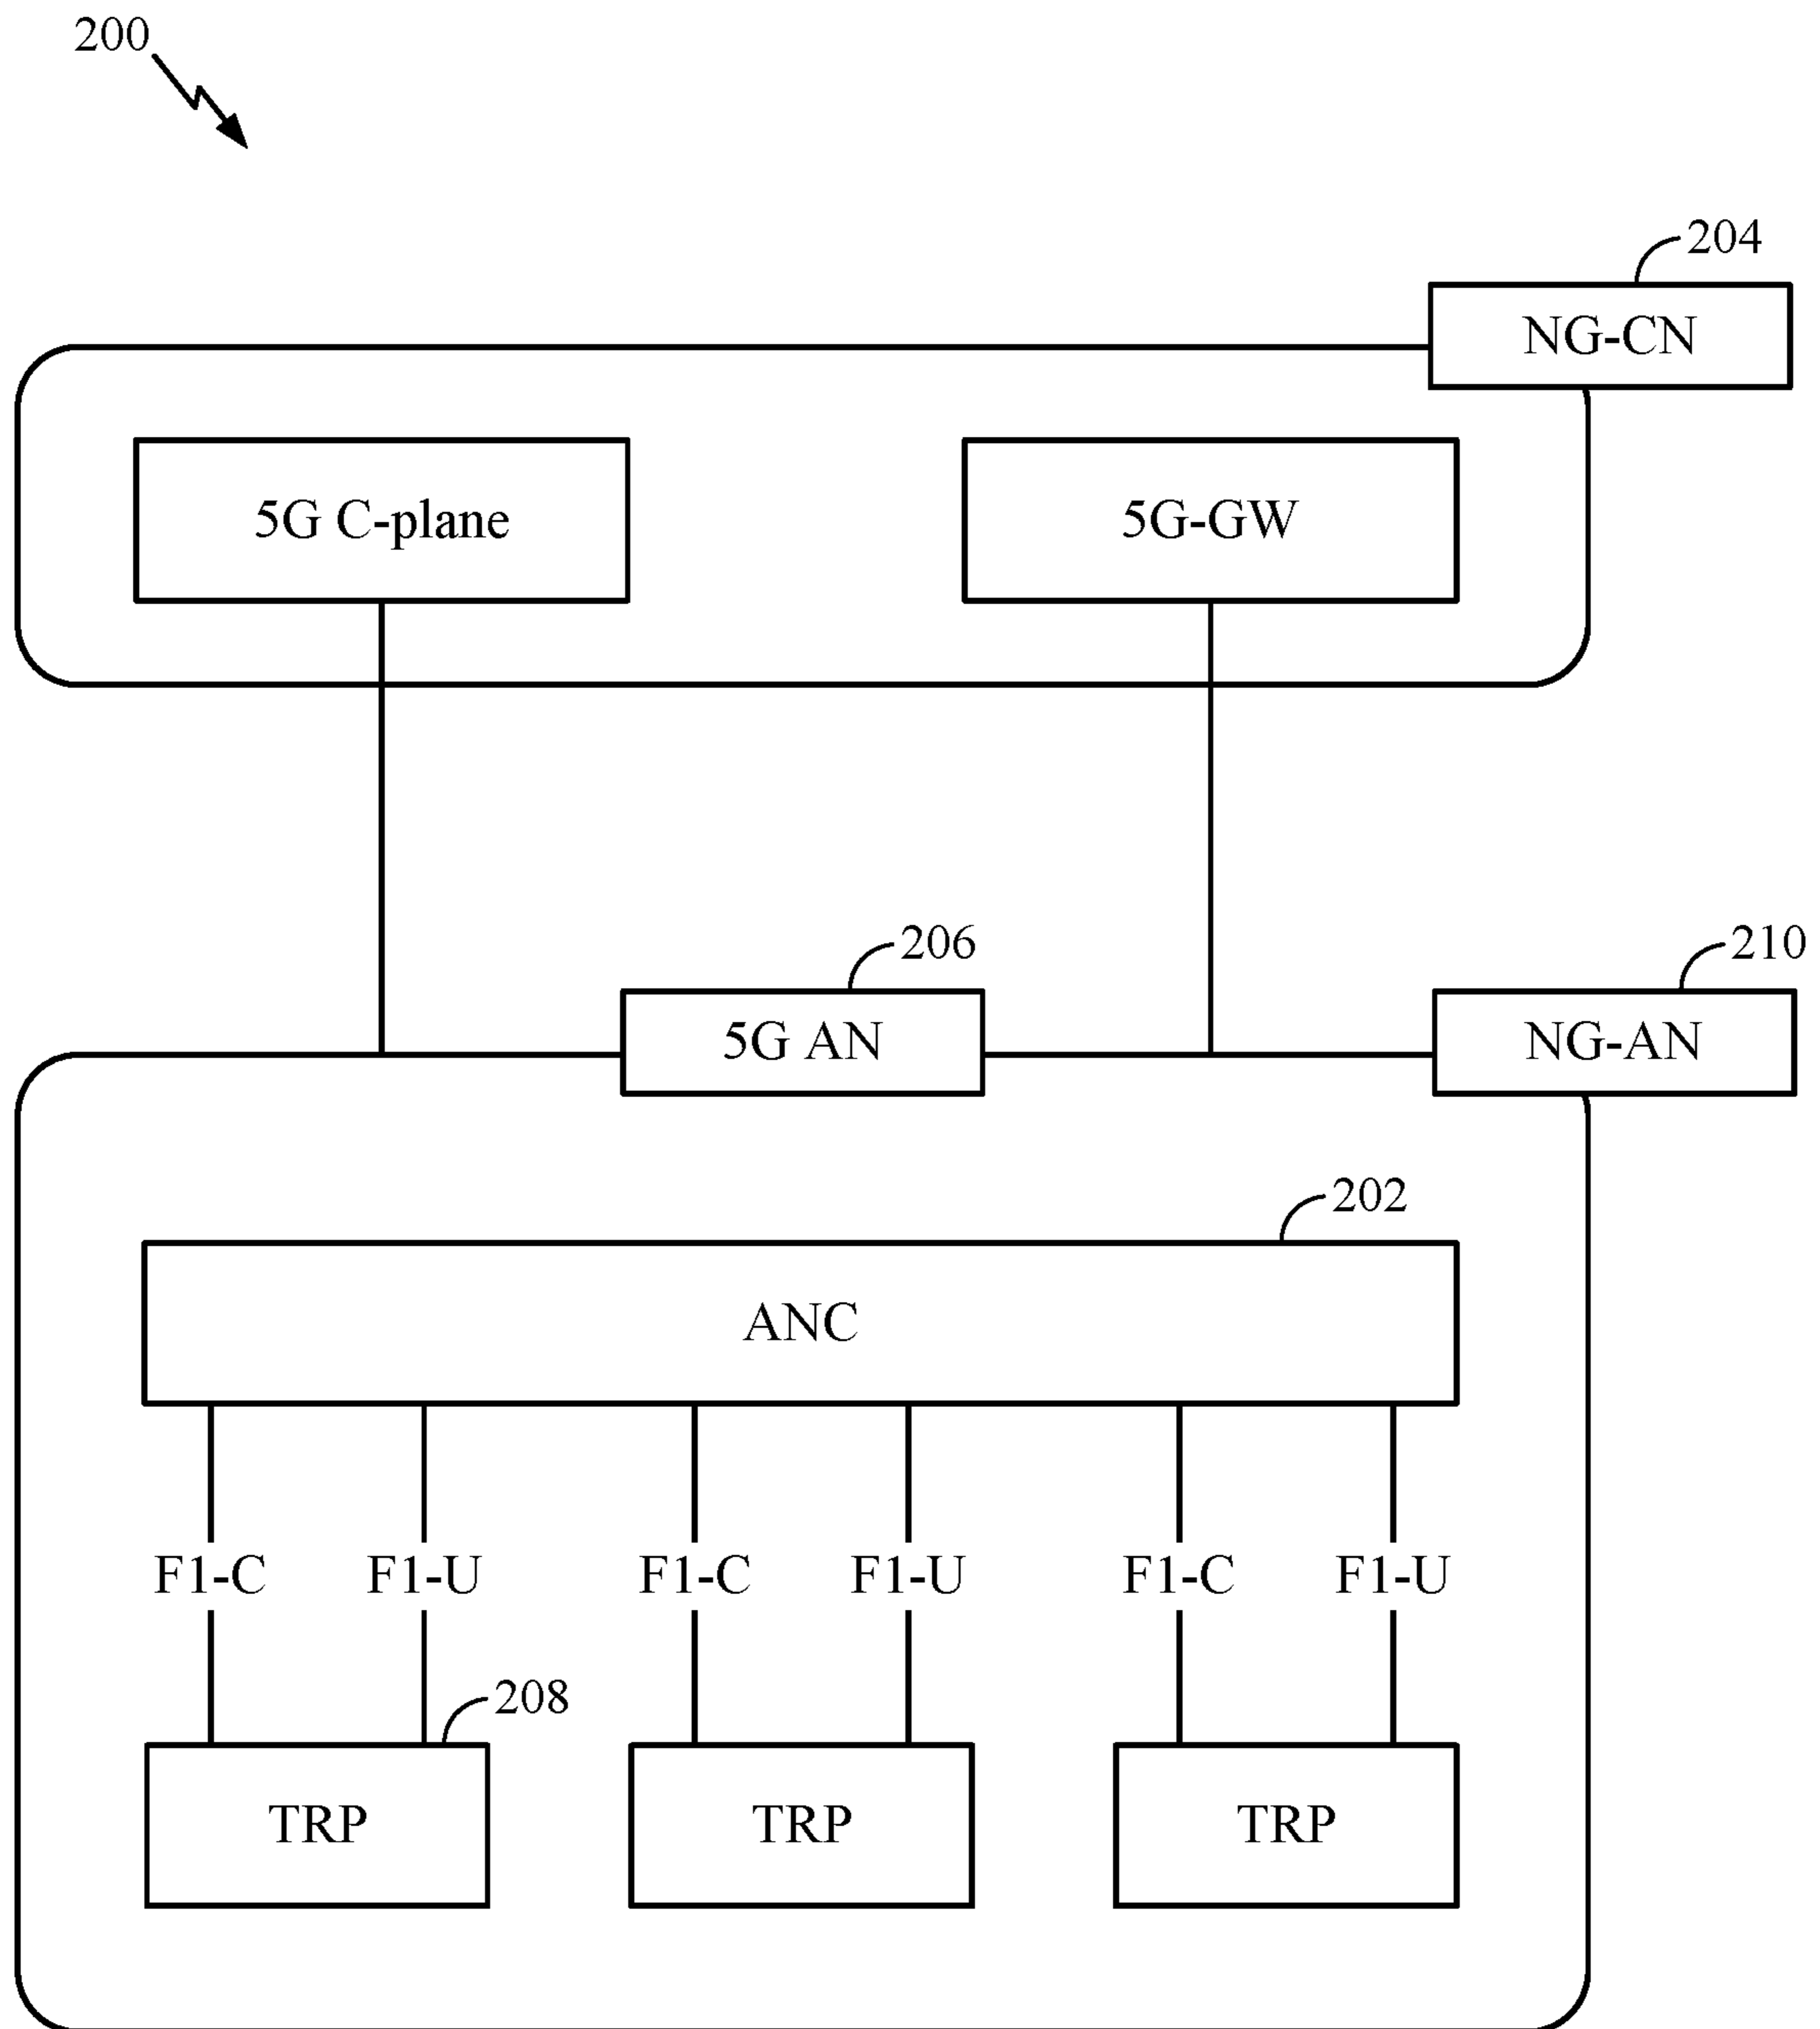 200
204
NG-CN
5G C-plane
5G-GW
206
210
5G AN
NG-AN
202
ANC
F1-C
F1-U
F1-C
F1-U
F1-C
F1-U
208
TRP
TRP
TRP